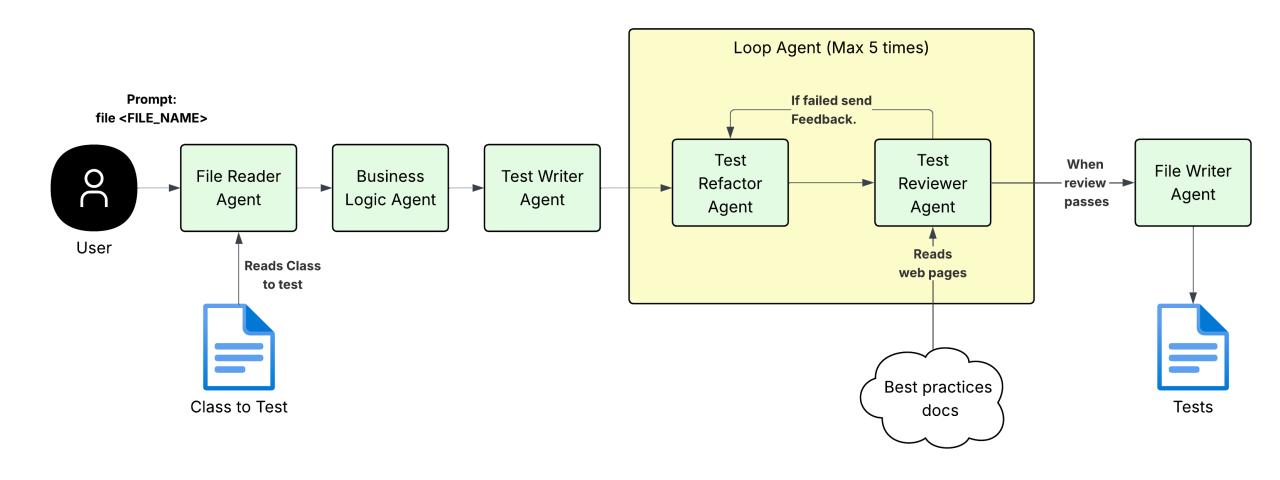 Loop Agent (Max 5 times)
Prompt:
file <FILE_NAME>
If failed send
Feedback.
User
File Reader
Agent
Business
Logic Agent
Test Writer
Agent
Test
Refactor
Agent
Test
Reviewer
Agent
When
review
passes
File Writer
Agent
Reads Class
to test
Reads
web pages
Class to Test
Best practices
docs
Tests